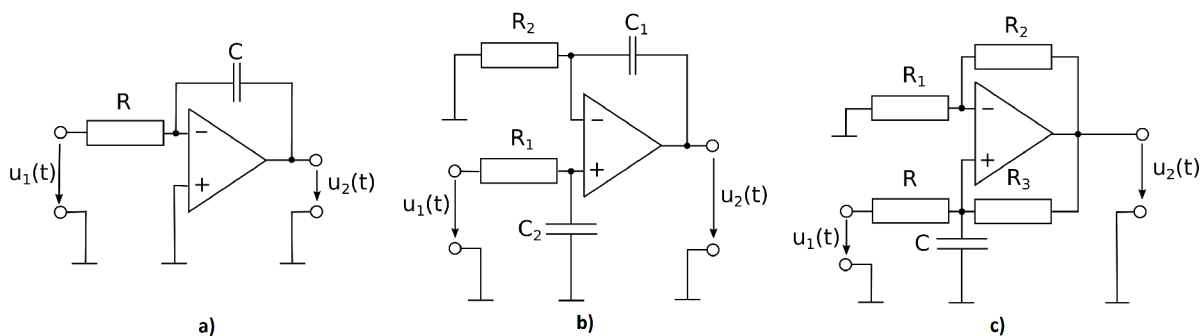 C
R
−
+
u₁(t)
u₂(t)
a)
R₂
C₁
−
R₁
+
u₁(t)
C₂
u₂(t)
b)
R₂
R₁
−
+
R₃
R
u₂(t)
u₁(t)
C
c)